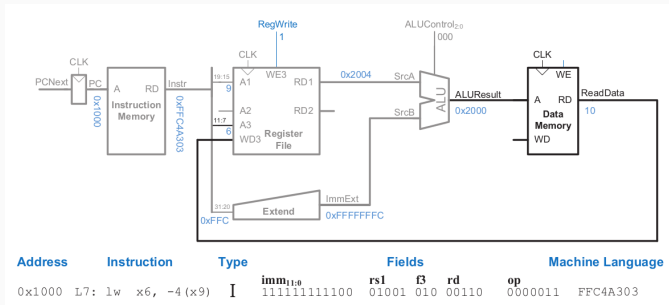 RegWrite
1
ALUControl2:0
000
CLK
CLK
CLK
PCNext
PC
0x1000
A
RD
Instruction
Memory
Instr
0xFFC4A303
19:15
9
A1
WE3
RD1
0x2004
SrcA
A2
RD2
SrcB
11:7
6
A3
WD3
Register
File
ALU
ALUResult
0x2000
WE
A
RD
Data
Memory
WD
ReadData
10
31:20
0xFFC
Extend
ImmExt
0xFFFFFFFC
Address Instruction Type Fields Machine Language
imm11:0 rs1 f3 rd op
0x1000 L7: lw x6, -4(x9) I 111111111100 01001 010 00110 0000011 FFC4A303